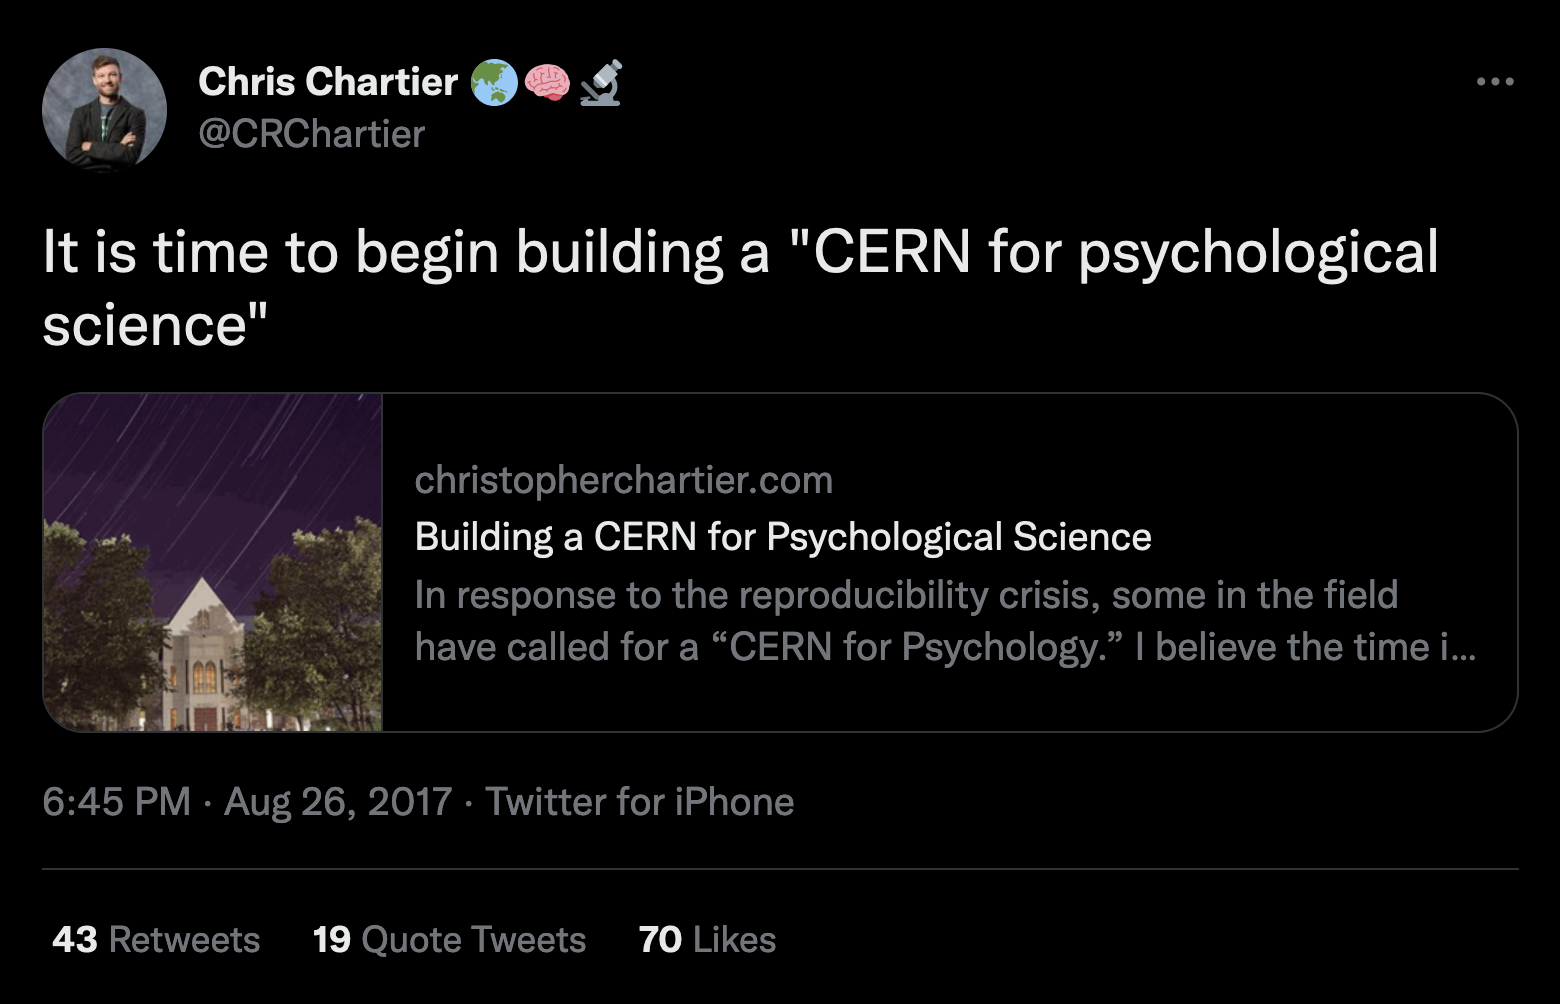 Chris Chartier 🌏🧠🔬
@CRChartier
It is time to begin building a "CERN for psychological
science"
christopherchartier.com
Building a CERN for Psychological Science
In response to the reproducibility crisis, some in the field
have called for a “CERN for Psychology.” I believe the time i...
6:45 PM · Aug 26, 2017 · Twitter for iPhone
43 Retweets 19 Quote Tweets 70 Likes